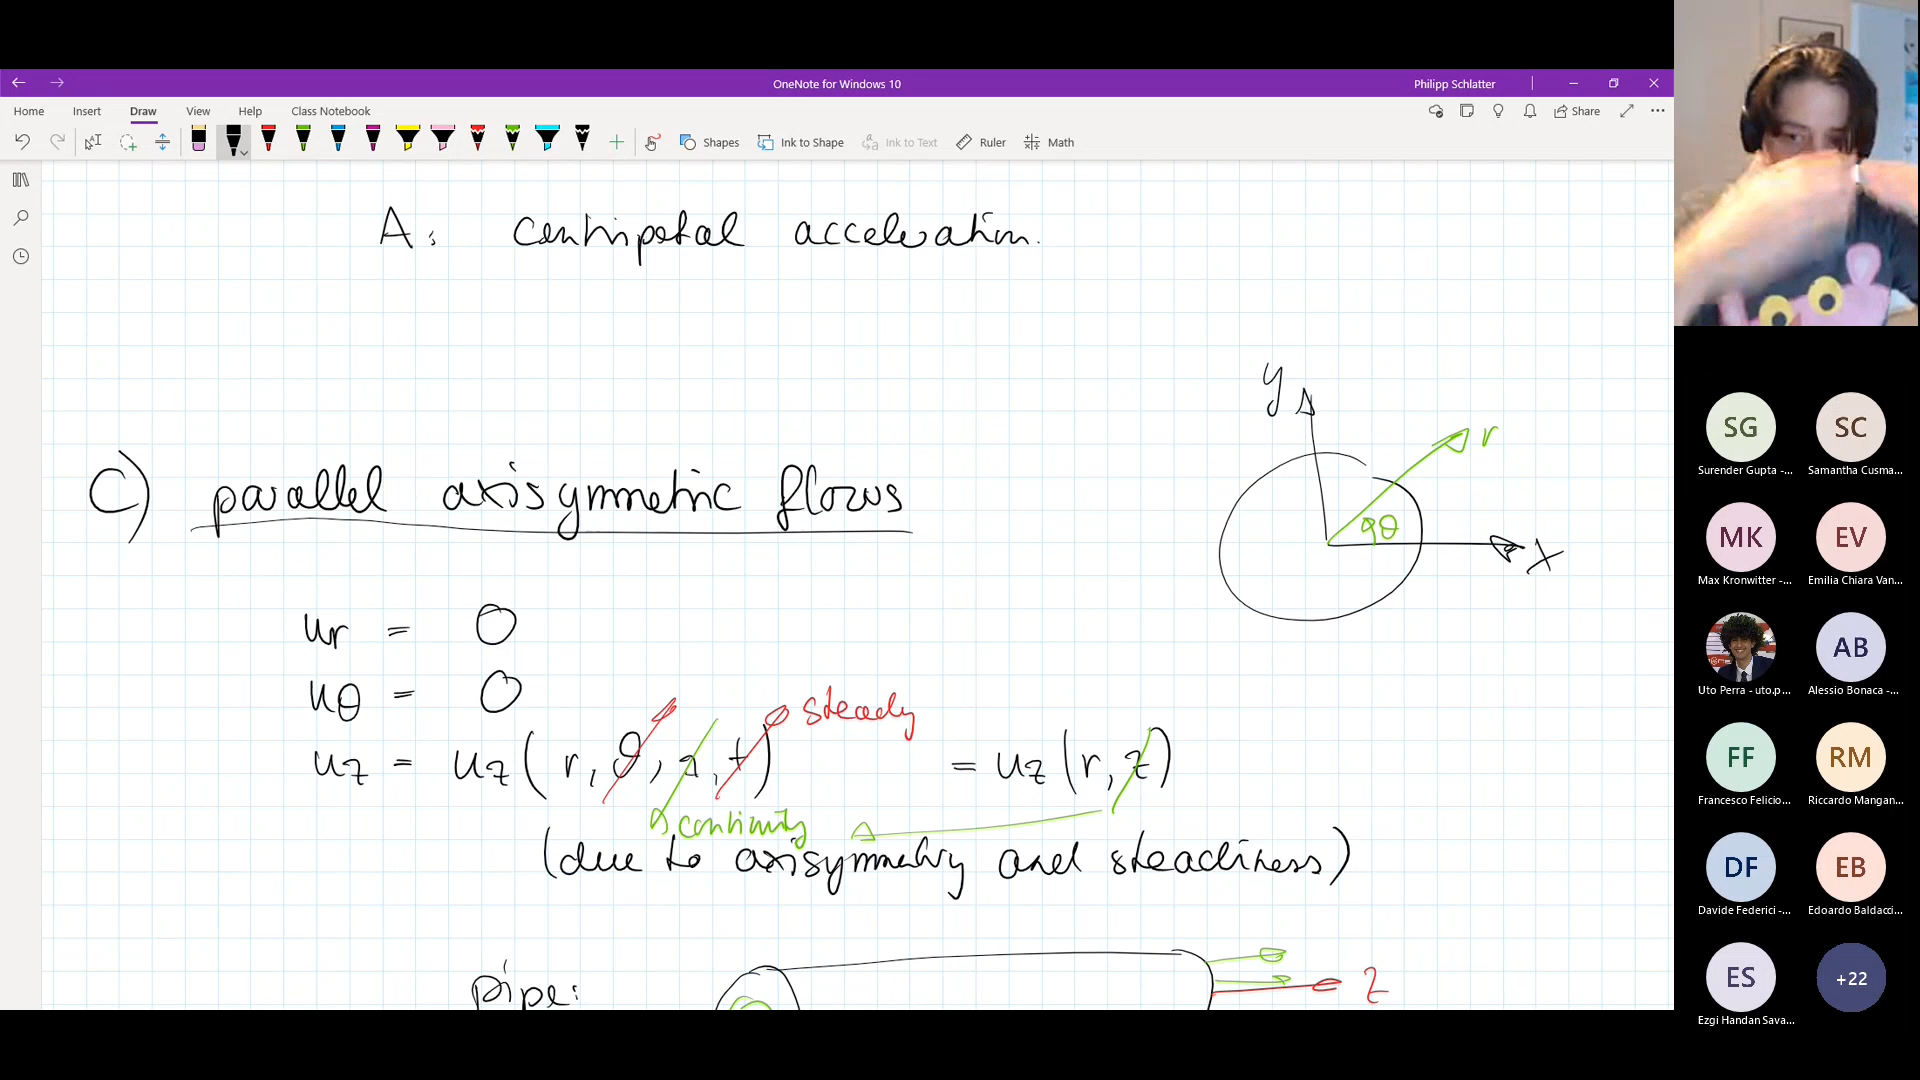 OneNote for Windows 10
Philipp Schlatter
Home Insert Draw View Help Class Notebook
Share
Shapes Ink to Shape Ink to Text Ruler Math
A: centripetal acceleration.
C) parallel axisymmetric flows
y
r
θ
x
ur = 0
uθ = 0
steady
uz = uz(r, ϑ, z, t) = uz(r, z)
continuity
(due to axisymmetry and steadiness)
pipe:
z
SG
Surender Gupta -...
SC
Samantha Cusma...
MK
Max Kronwitter -...
EV
Emilia Chiara Van...
Uto Perra - uto.p...
AB
Alessio Bonaca -...
FF
Francesco Felicio...
RM
Riccardo Mangan...
DF
Davide Federici -...
EB
Edoardo Baldacci...
ES
Ezgi Handan Sava...
+22